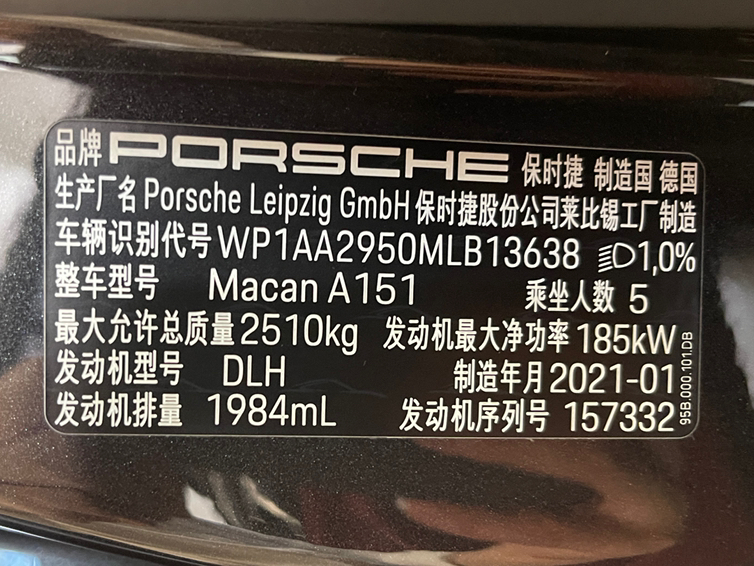 品牌 PORSCHE 保时捷 制造国 德国
生产厂名 Porsche Leipzig GmbH 保时捷股份公司莱比锡工厂制造
车辆识别代号 WP1AA2950MLB13638 1,0%
整车型号 Macan A151 乘坐人数 5
最大允许总质量 2510kg 发动机最大净功率 185kW
发动机型号 DLH 制造年月 2021-01
发动机排量 1984mL 发动机序列号 157332
95B.000.101.DB